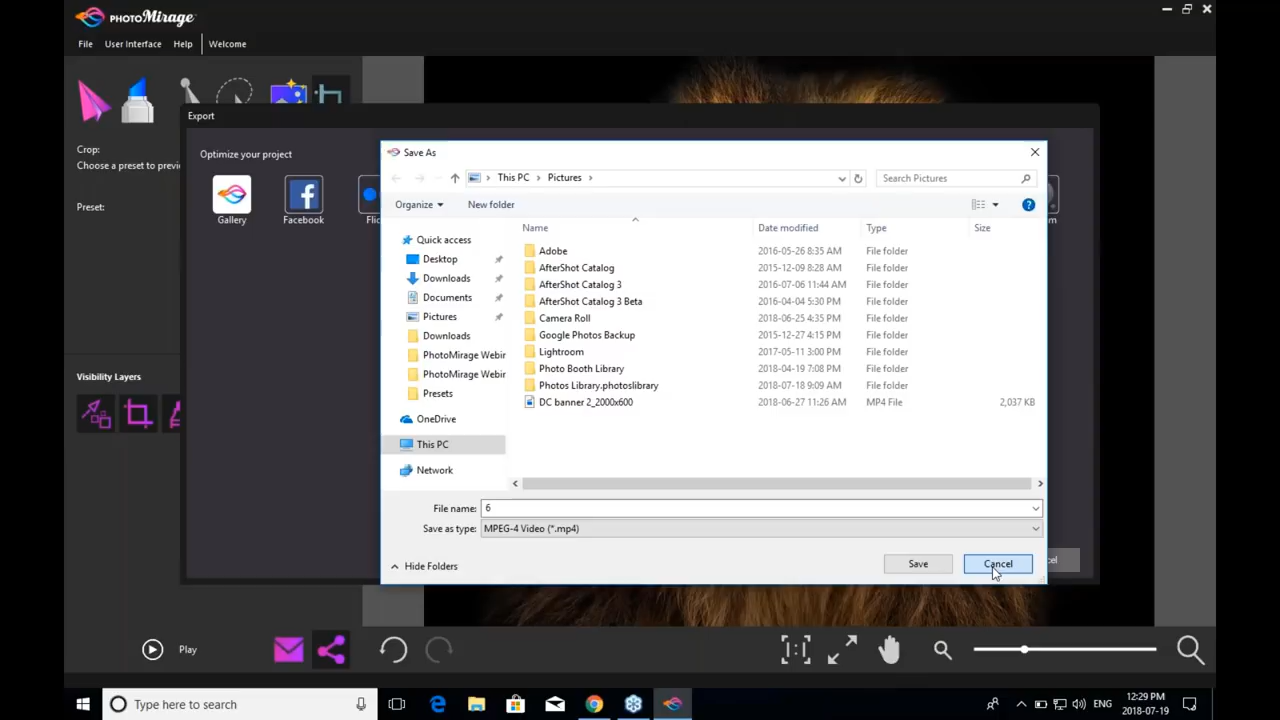 PHOTOMirage
File User Interface Help Welcome
Export
Crop:
Choose a preset to previe
Preset:
Optimize your project
Gallery Facebook Flic m
Save As
This PC Pictures
Search Pictures
Organize New folder
Name Date modified Type Size
Quick access
Desktop
Downloads
Documents
Pictures
Downloads
PhotoMirage Webir
PhotoMirage Webir
Presets
OneDrive
This PC
Network
Adobe 2016-05-26 8:35 AM File folder
AfterShot Catalog 2015-12-09 8:28 AM File folder
AfterShot Catalog 3 2016-07-06 11:44 AM File folder
AfterShot Catalog 3 Beta 2016-04-04 5:30 PM File folder
Camera Roll 2018-06-25 4:35 PM File folder
Google Photos Backup 2015-12-27 4:15 PM File folder
Lightroom 2017-05-11 3:00 PM File folder
Photo Booth Library 2018-04-19 7:08 PM File folder
Photos Library.photoslibrary 2018-07-18 9:09 AM File folder
DC banner 2_2000x600 2018-06-27 11:26 AM MP4 File 2,037 KB
File name: 6
Save as type: MPEG-4 Video (*.mp4)
Hide Folders Save Cancel
cel
Visibility Layers
Play
[1:1]
Type here to search
ENG
12:29 PM
2018-07-19